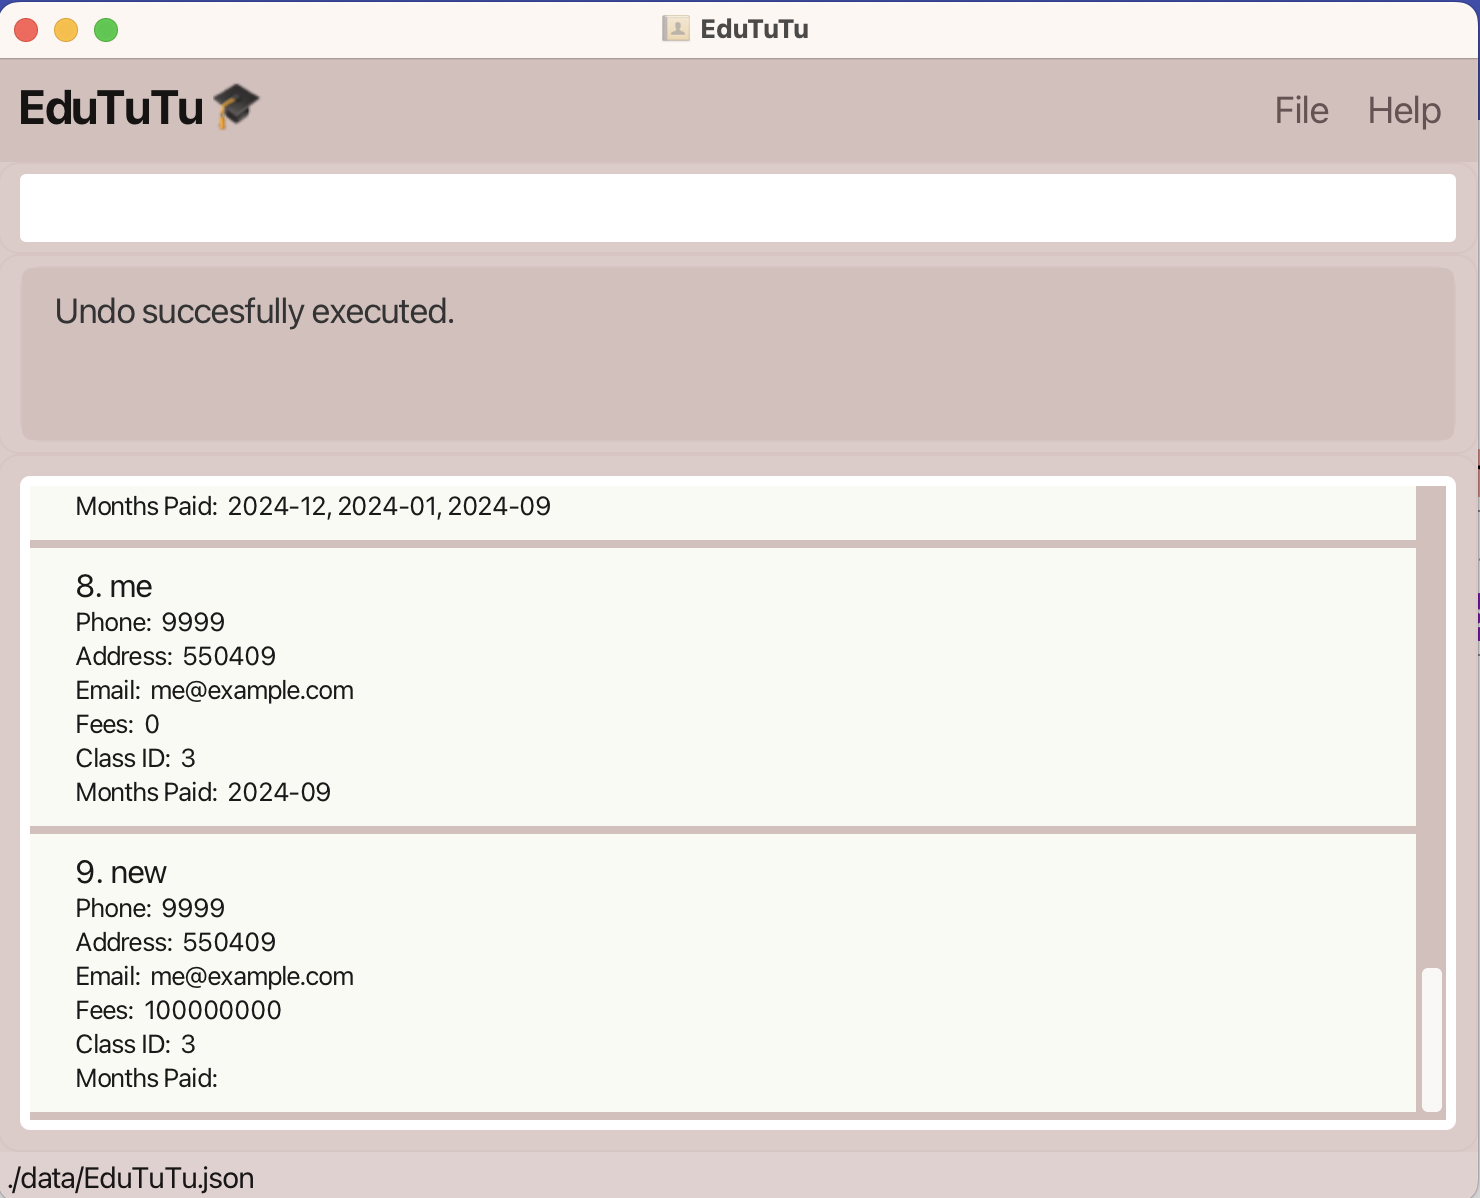 EduTuTu
EduTuTu
File Help
Undo succesfully executed.
Months Paid: 2024-12, 2024-01, 2024-09
8. me
Phone: 9999
Address: 550409
Email: me@example.com
Fees: 0
Class ID: 3
Months Paid: 2024-09
9. new
Phone: 9999
Address: 550409
Email: me@example.com
Fees: 100000000
Class ID: 3
Months Paid:
./data/EduTuTu.json